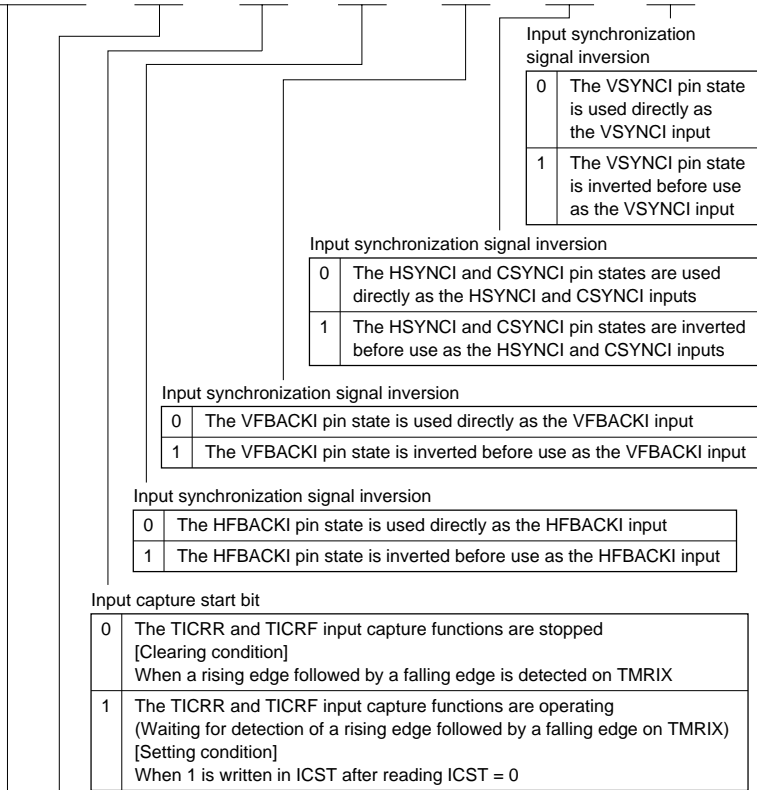 Input synchronization
signal inversion
0 The VSYNCI pin state
is used directly as
the VSYNCI input
1 The VSYNCI pin state
is inverted before use
as the VSYNCI input
Input synchronization signal inversion
0 The HSYNCI and CSYNCI pin states are used
directly as the HSYNCI and CSYNCI inputs
1 The HSYNCI and CSYNCI pin states are inverted
before use as the HSYNCI and CSYNCI inputs
Input synchronization signal inversion
0 The VFBACKI pin state is used directly as the VFBACKI input
1 The VFBACKI pin state is inverted before use as the VFBACKI input
Input synchronization signal inversion
0 The HFBACKI pin state is used directly as the HFBACKI input
1 The HFBACKI pin state is inverted before use as the HFBACKI input
Input capture start bit
0 The TICRR and TICRF input capture functions are stopped
[Clearing condition]
When a rising edge followed by a falling edge is detected on TMRIX
1 The TICRR and TICRF input capture functions are operating
(Waiting for detection of a rising edge followed by a falling edge on TMRIX)
[Setting condition]
When 1 is written in ICST after reading ICST = 0